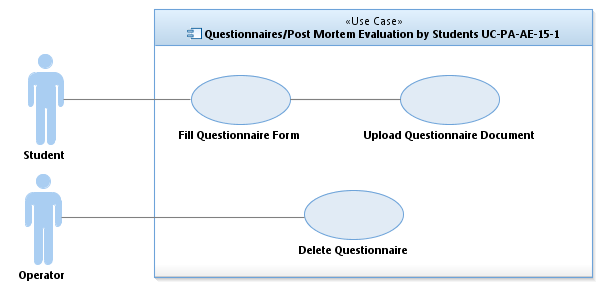 «Use Case»
Questionnaires/Post Mortem Evaluation by Students UC-PA-AE-15-1
Fill Questionnaire Form
Upload Questionnaire Document
Student
Delete Questionnaire
Operator